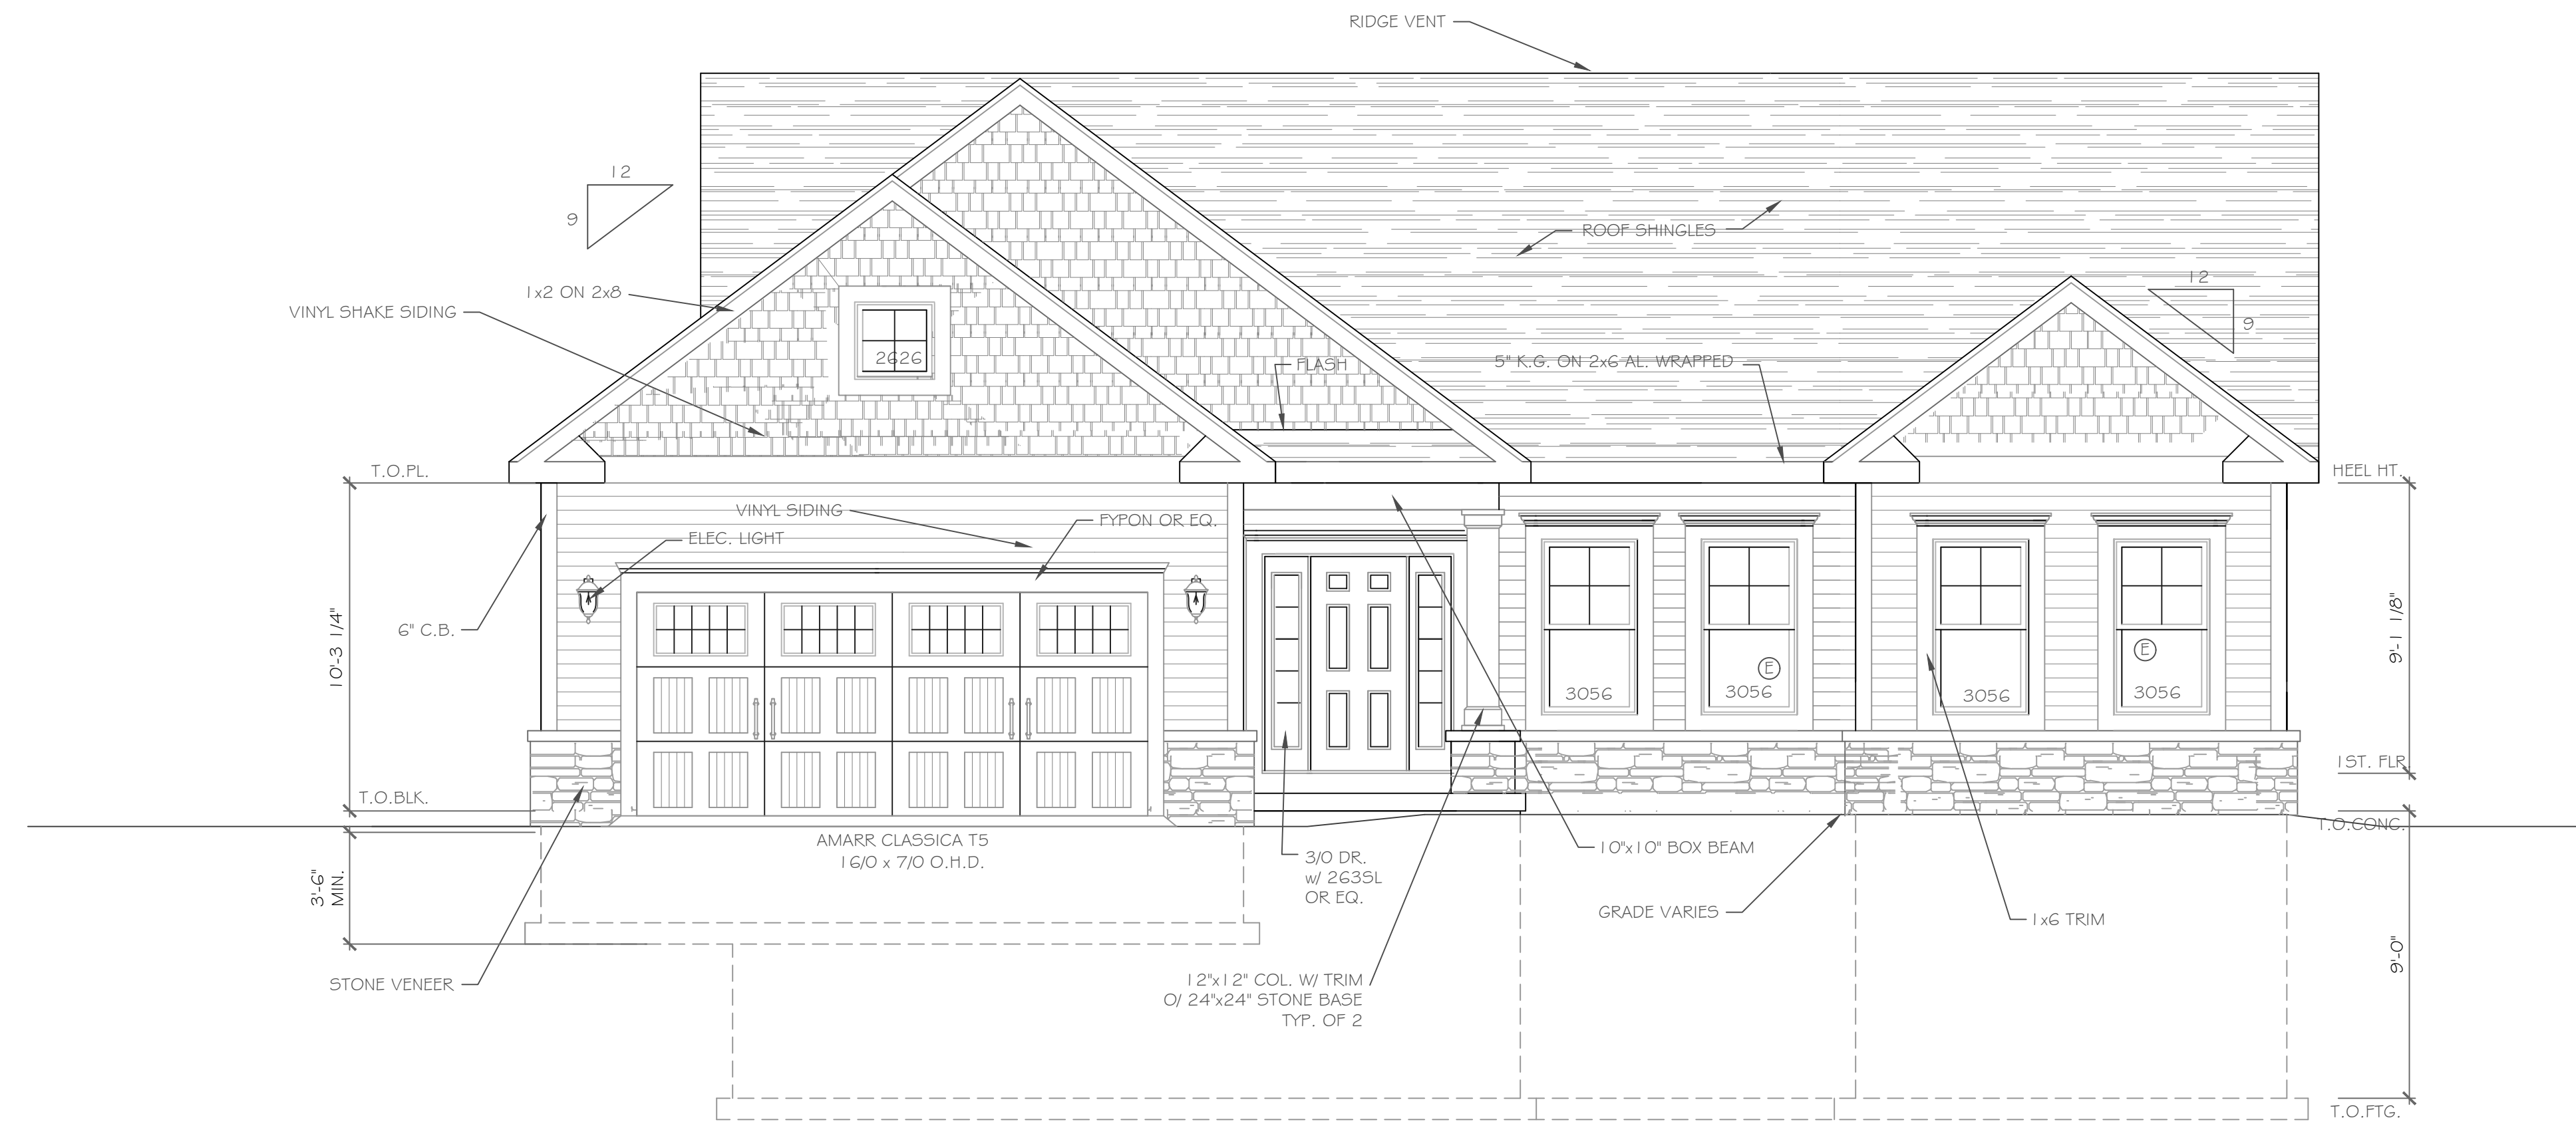 RIDGE VENT
12
9
ROOF SHINGLES
12
9
1x2 ON 2x8
VINYL SHAKE SIDING
2626
FLASH
5" K.G. ON 2x6 AL. WRAPPED
T.O.PL.
HEEL HT.
VINYL SIDING
FYPON OR EQ.
ELEC. LIGHT
6" C.B.
10'-3 1/4"
9'-1 1/8"
E
E
3056
3056
3056
3056
1ST. FLR.
T.O.BLK.
T.O.CONC.
AMARR CLASSICA T5
16/0 x 7/0 O.H.D.
3/0 DR.
w/ 263SL
OR EQ.
10"x10" BOX BEAM
3'-6"
MIN.
GRADE VARIES
1x6 TRIM
9'-0"
STONE VENEER
12"x12" COL. W/ TRIM
O/ 24"x24" STONE BASE
TYP. OF 2
T.O.FTG.